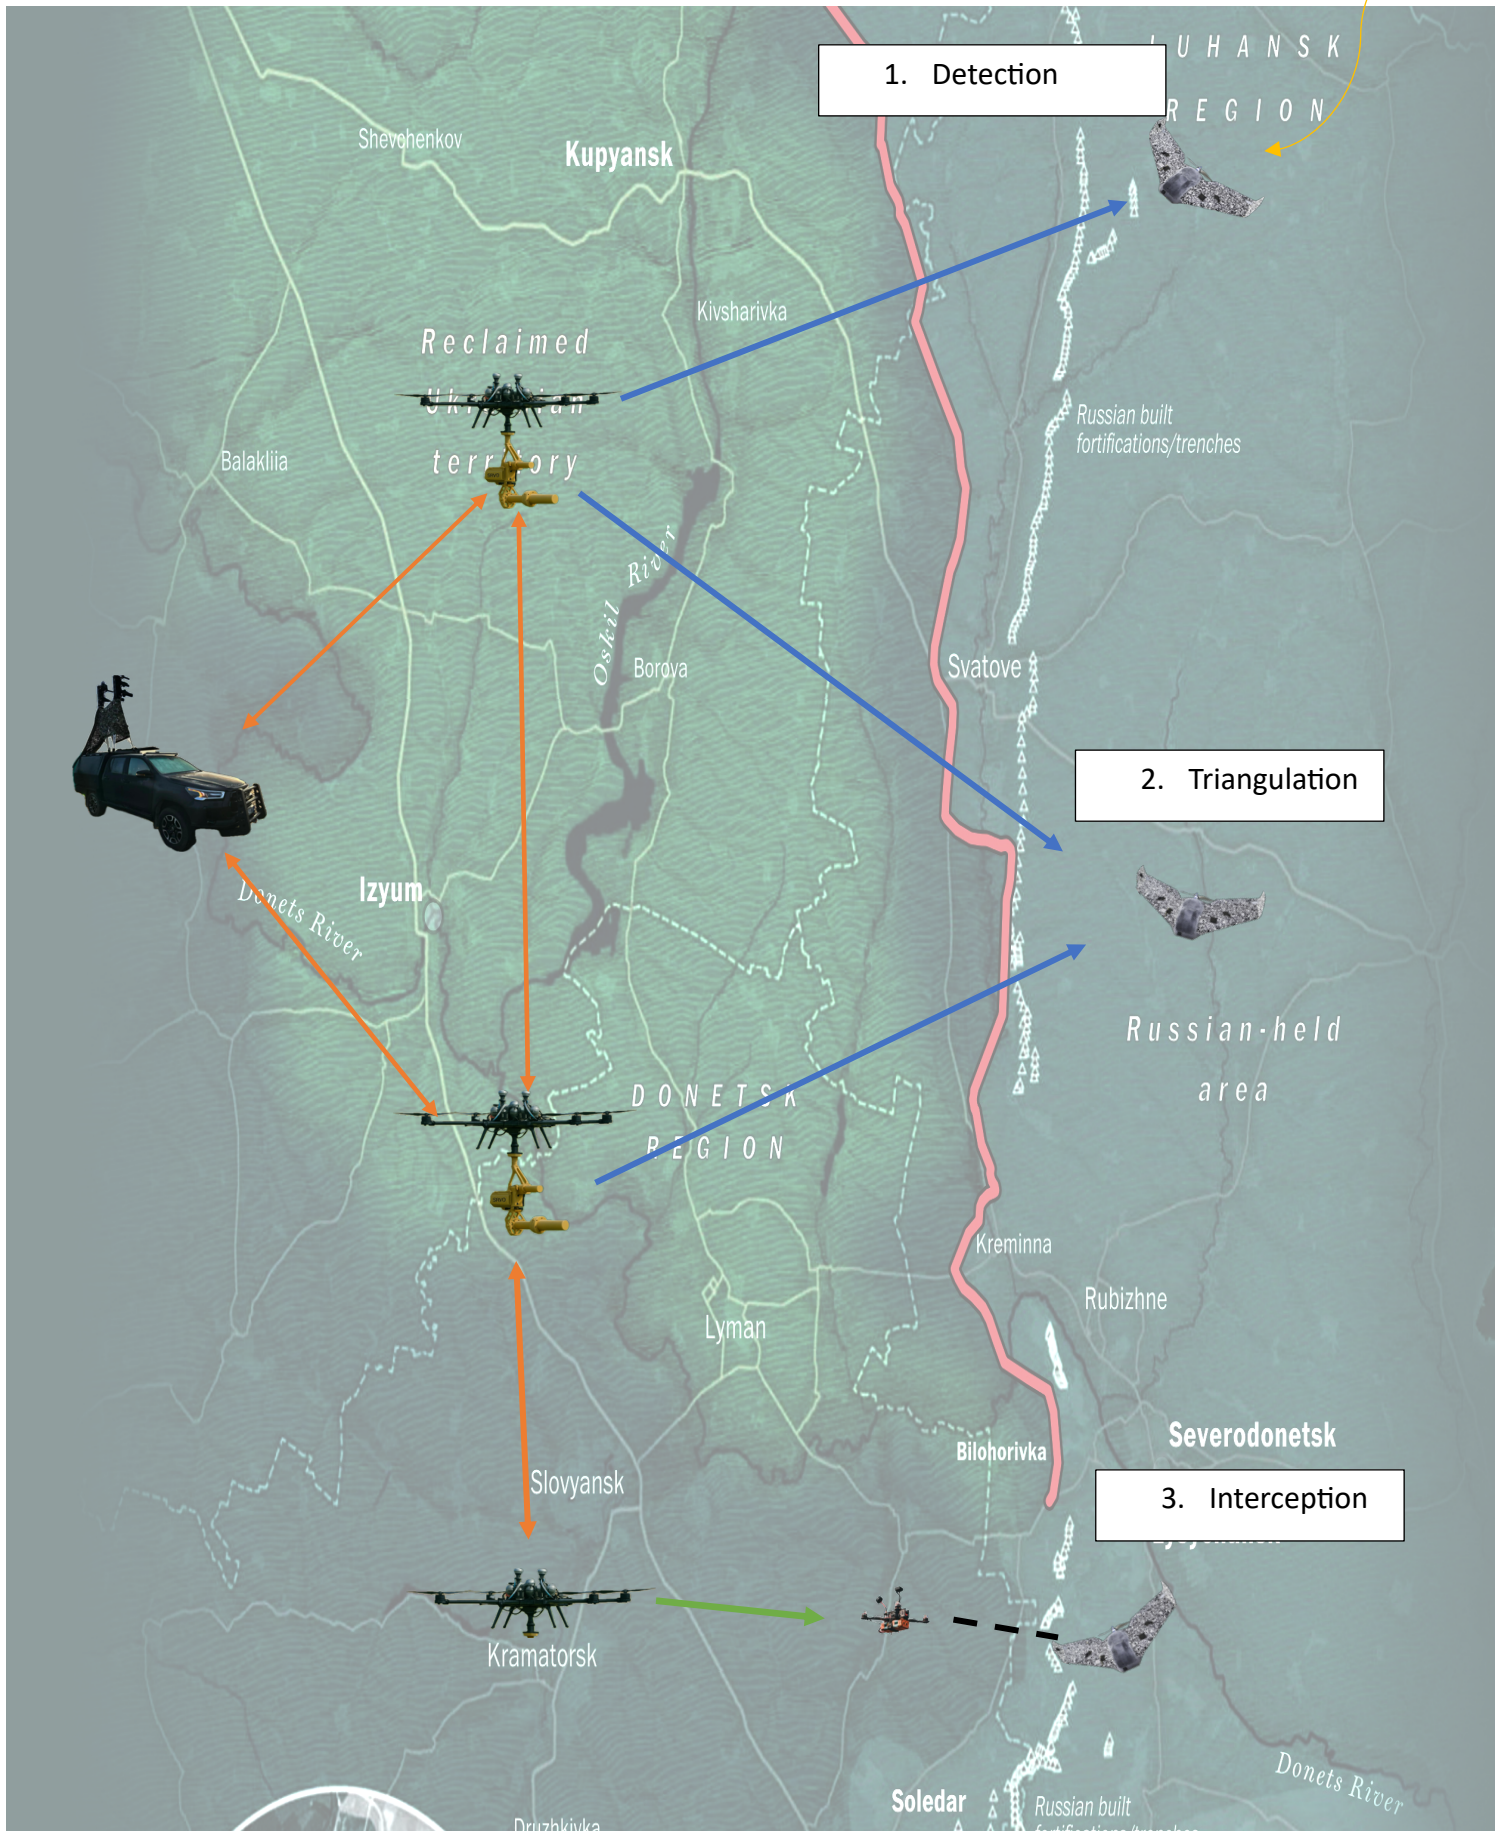 LUHANSK
REGION
1. Detection
Shevchenkov
Kupyansk
Kivsharivka
Reclaimed
territory
Russian built
fortifications/trenches
Balakliia
Oskil River
Borova
Svatove
2. Triangulation
Izyum
Donets River
Russian-held
area
DONETSK
REGION
Kreminna
Rubizhne
Lyman
Severodonetsk
Bilohorivka
3. Interception
Slovyansk
Kramatorsk
Donets River
Soledar
Russian built
fortifications/trenches
Druzhkivka